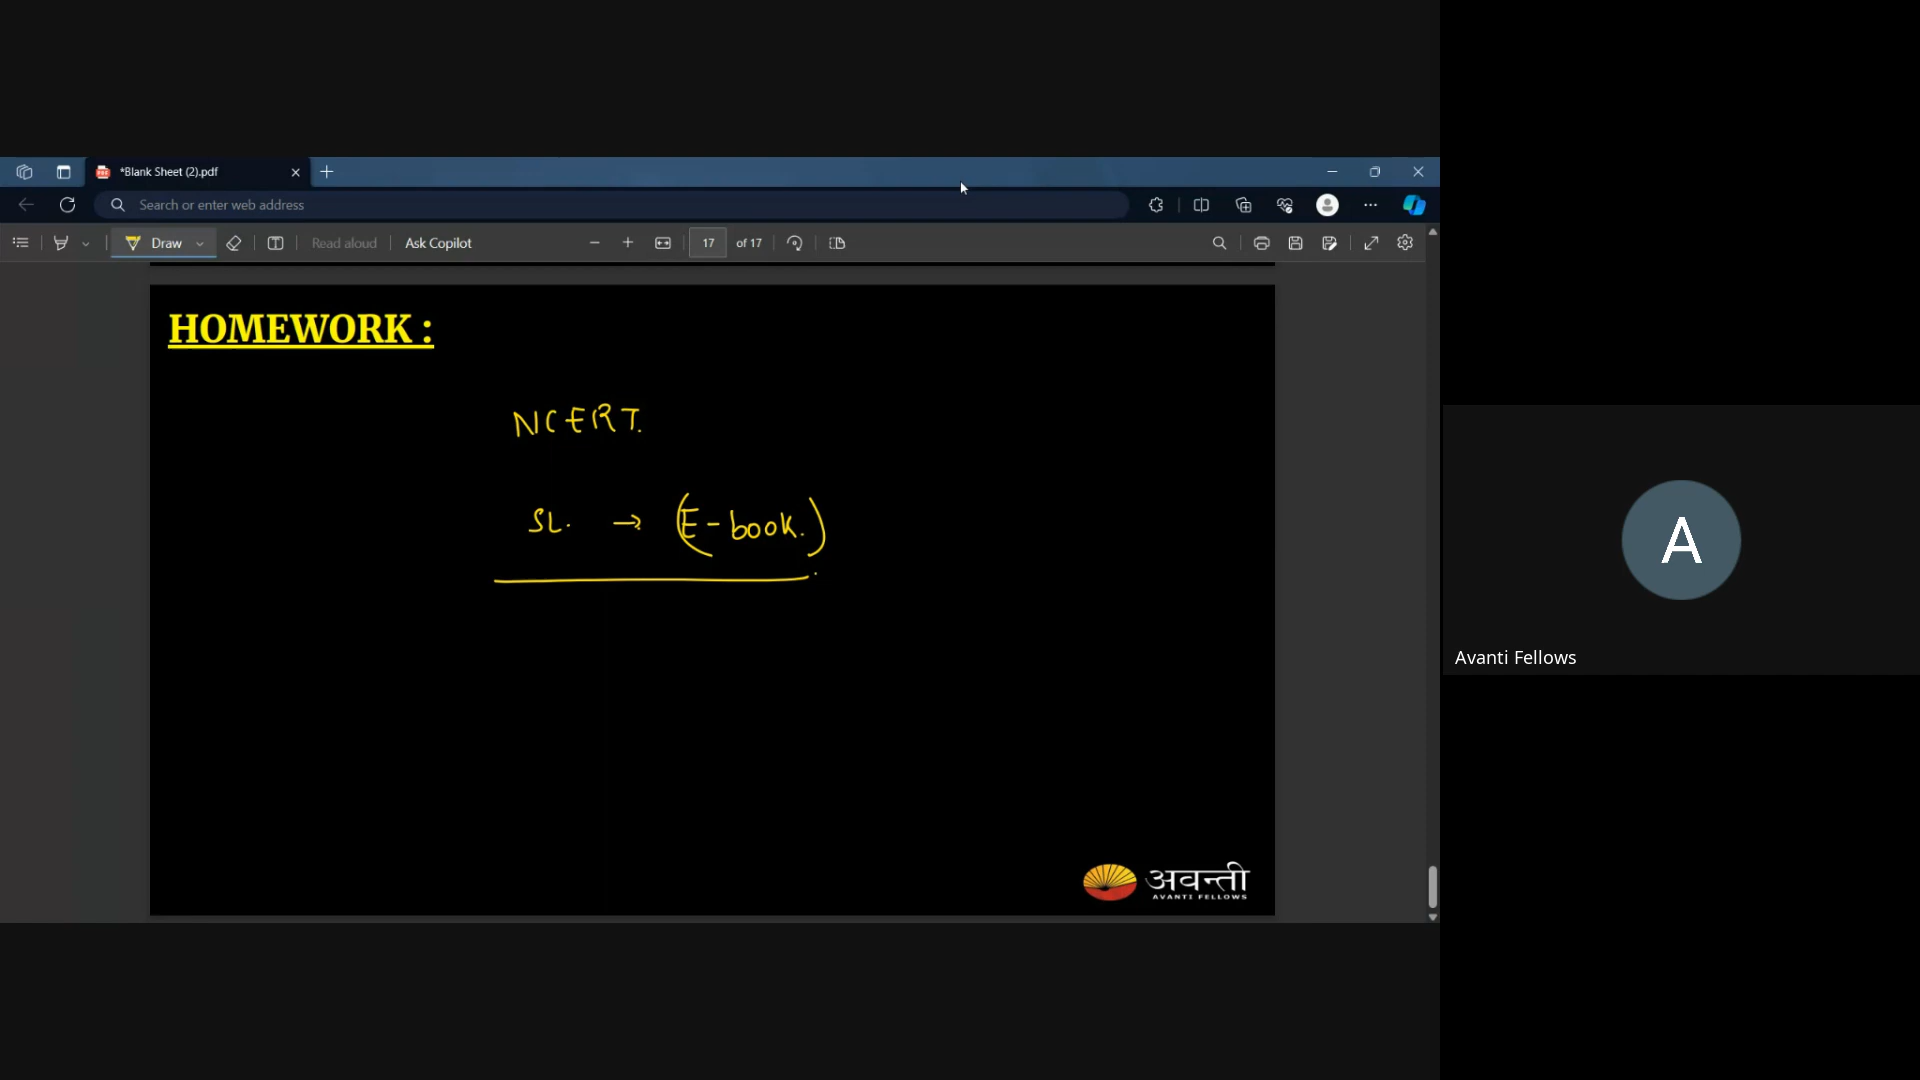 *Blank Sheet (2).pdf
Search or enter web address
Draw
Read aloud
Ask Copilot
17 of 17
HOMEWORK :
NCERT.
SL. → (E-book.)
अवन्ती
AVANTI FELLOWS
A
Avanti Fellows